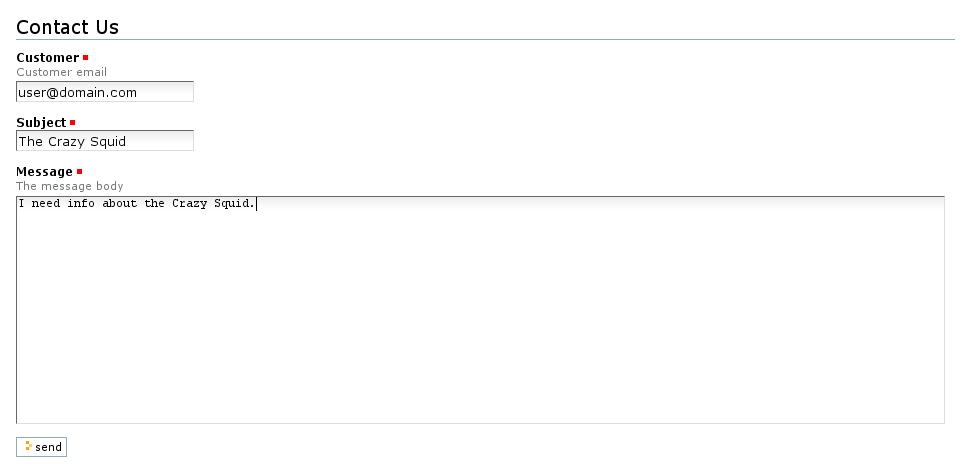 Contact Us
Customer
Customer email
user@domain.com
Subject
The Crazy Squid
Message
The message body
I need info about the Crazy Squid.
send